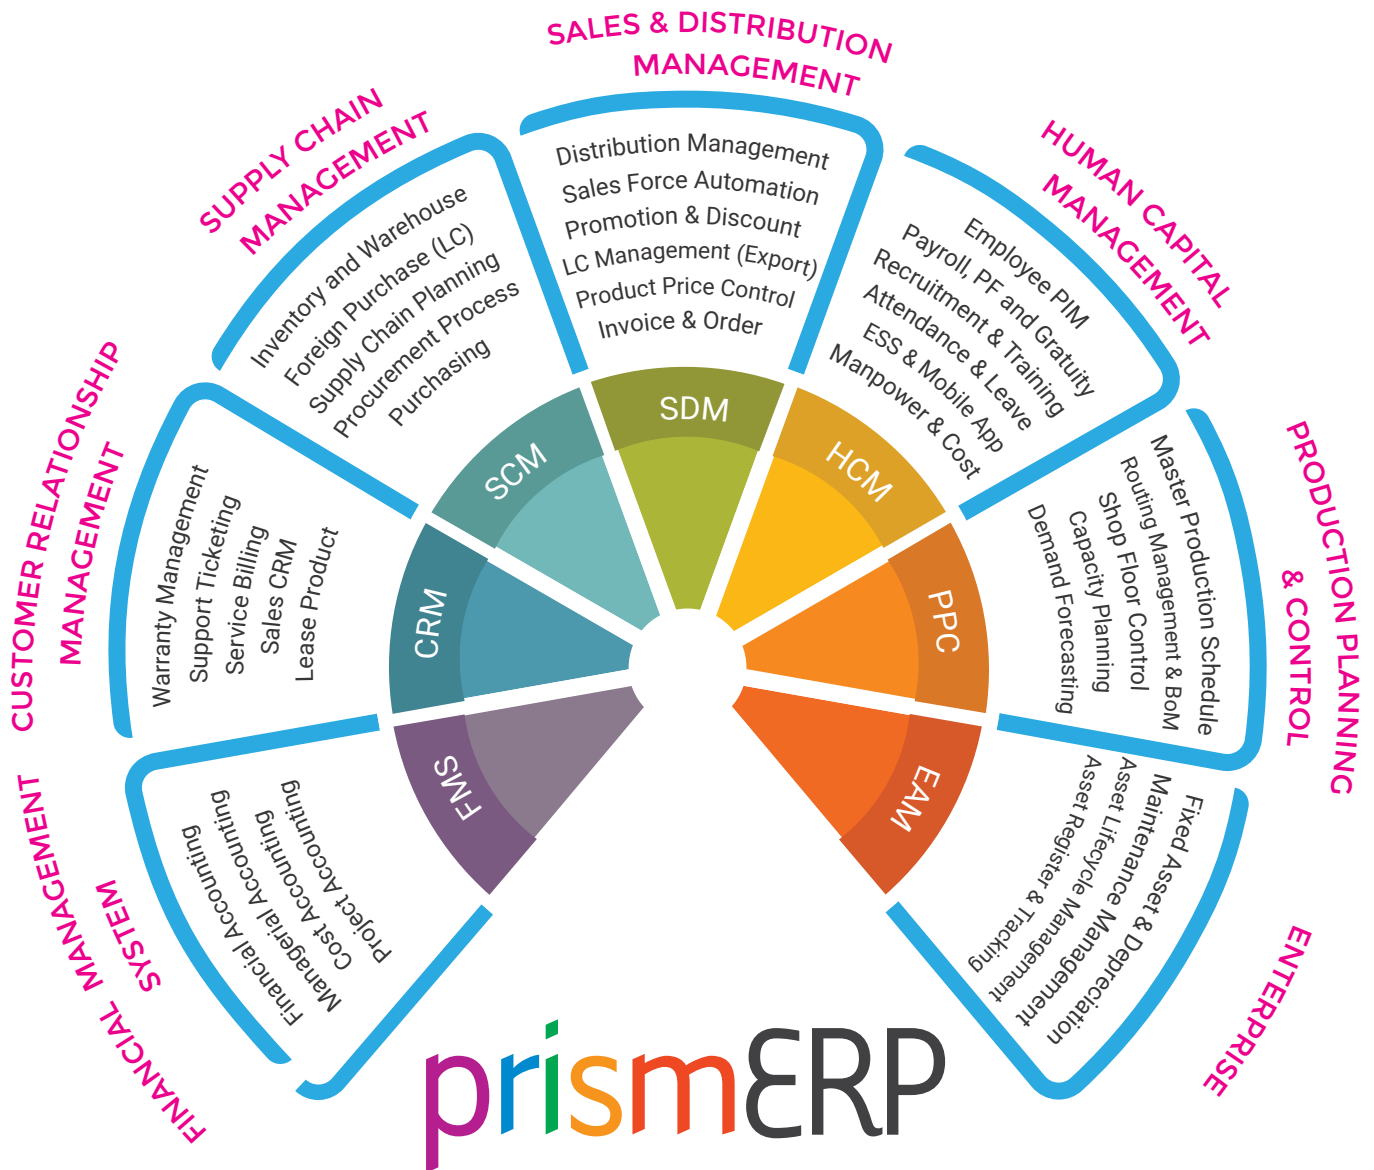 FINANCIAL MANAGEMENT
SYSTEM
Financial Accounting
Managerial Accounting
Cost Accounting
Project Accounting
FMS
CUSTOMER RELATIONSHIP
MANAGEMENT
Warranty Management
Support Ticketing
Service Billing
Sales CRM
Lease Product
CRM
SUPPLY CHAIN
MANAGEMENT
Inventory and Warehouse
Foreign Purchase (LC)
Supply Chain Planning
Procurement Process
Purchasing
SCM
SALES & DISTRIBUTION
MANAGEMENT
Distribution Management
Sales Force Automation
Promotion & Discount
LC Management (Export)
Product Price Control
Invoice & Order
SDM
HUMAN CAPITAL
MANAGEMENT
Employee PIM
Payroll, PF and Gratuity
Recruitment & Training
Attendance & Leave
ESS & Mobile App
Manpower & Cost
HCM
PRODUCTION PLANNING
& CONTROL
Master Production Schedule
Routing Management & BoM
Shop Floor Control
Capacity Planning
Demand Forecasting
PPC
ENTERPRISE
Fixed Asset & Depreciation
Maintenance Management
Asset Lifecycle Management
Asset Register & Tracking
EAM
prismERP